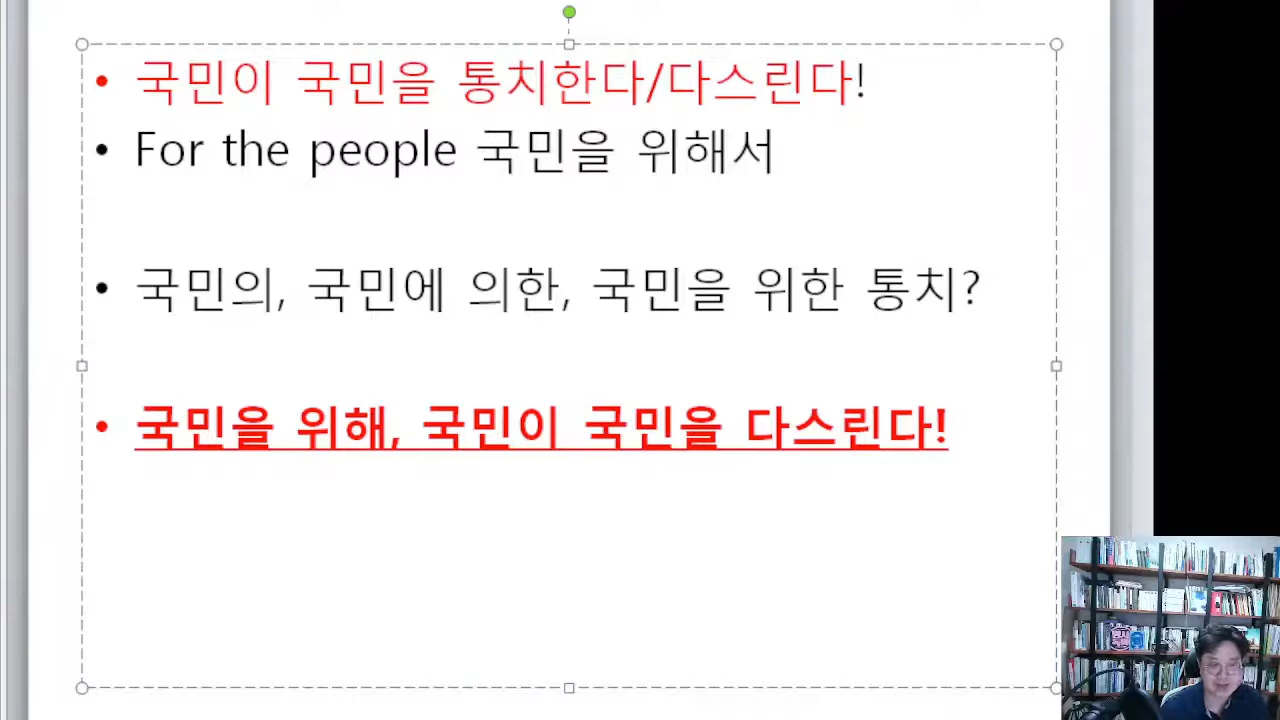 • 국민이 국민을 통치한다/다스린다!
• For the people 국민을 위해서
• 국민의, 국민에 의한, 국민을 위한 통치?
• 국민을 위해, 국민이 국민을 다스린다!